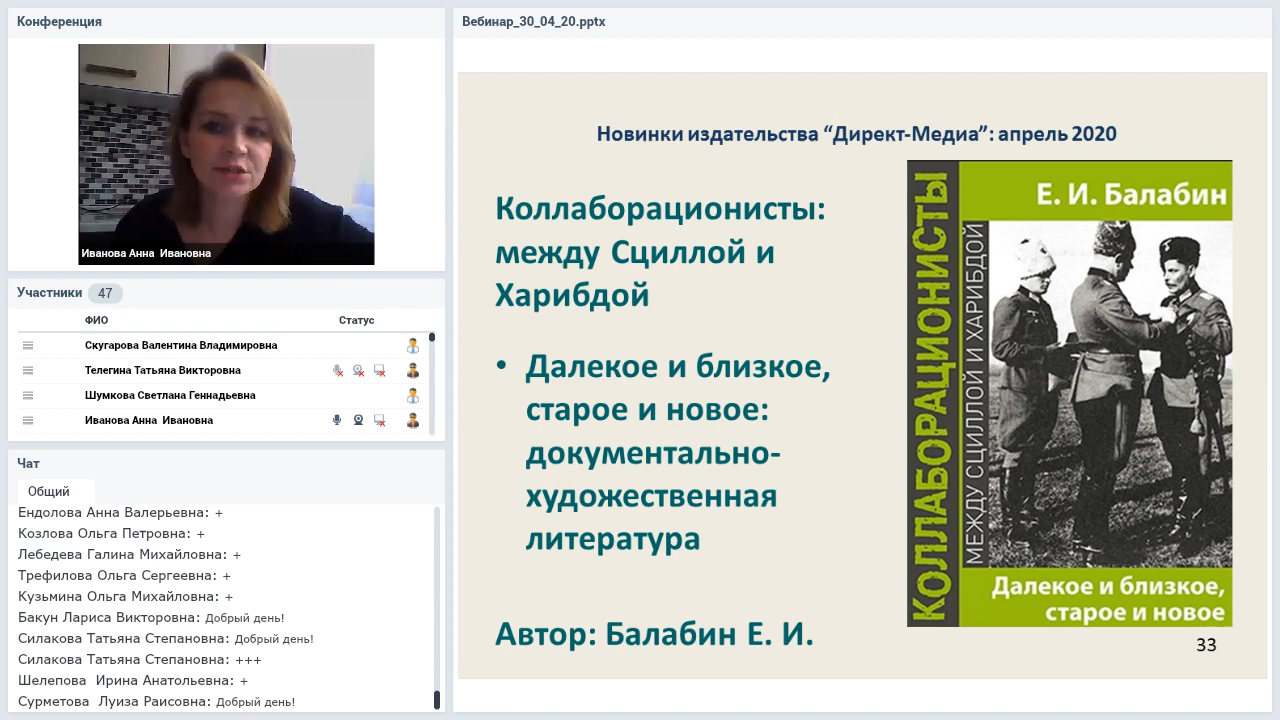 Конференция
Иванова Анна  Ивановна
Участники 47
ФИО Статус
Скугарова Валентина Владимировна
Телегина Татьяна Викторовна
Шумкова Светлана Геннадьевна
Иванова Анна  Ивановна
Чат
Общий
Ендолова Анна Валерьевна: +
Козлова Ольга Петровна: +
Лебедева Галина Михайловна: +
Трефилова Ольга Сергеевна: +
Кузьмина Ольга Михайловна: +
Бакун Лариса Викторовна: Добрый день!
Силакова Татьяна Степановна: Добрый день!
Силакова Татьяна Степановна: +++
Шелепова  Ирина Анатольевна: +
Сурметова  Луиза Раисовна: Добрый день!
Вебинар_30_04_20.pptx
Новинки издательства “Директ-Медиа”: апрель 2020
Коллаборационисты:
между Сциллой и
Харибдой
• Далекое и близкое,
старое и новое:
документально-
художественная
литература
Автор: Балабин Е. И.
КОЛЛАБОРАЦИОНИСТЫ
МЕЖДУ СЦИЛЛОЙ И ХАРИБДОЙ
Е. И. Балабин
Далекое и близкое,
старое и новое
33